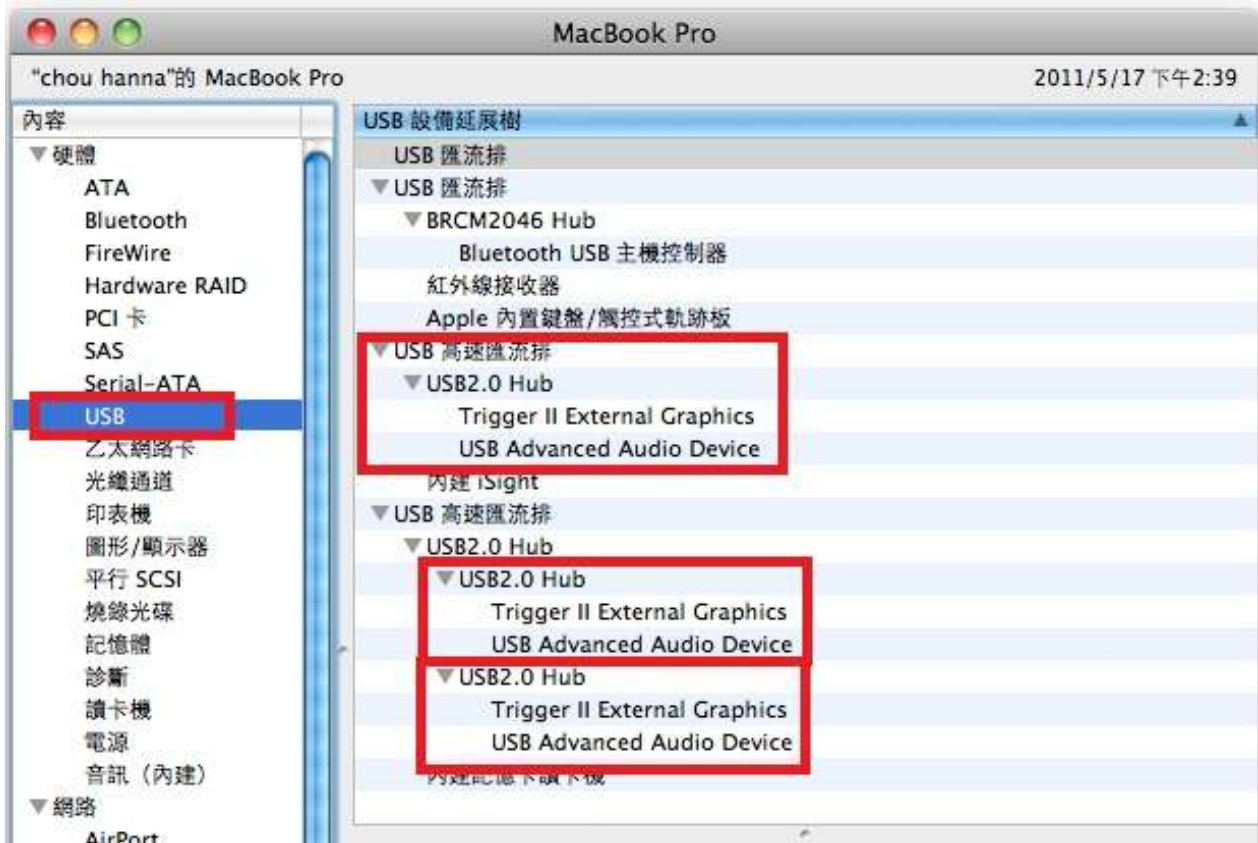 MacBook Pro
“chou hanna”的 MacBook Pro
2011/5/17 下午2:39
內容
▼硬體
ATA
Bluetooth
FireWire
Hardware RAID
PCI 卡
SAS
Serial-ATA
USB
乙太網路卡
光纖通道
印表機
圖形/顯示器
平行 SCSI
燒錄光碟
記憶體
診斷
讀卡機
電源
音訊（內建）
▼網路
AirPort
USB 設備延展樹
USB 匯流排
▼USB 匯流排
▼BRCM2046 Hub
Bluetooth USB 主機控制器
紅外線接收器
Apple 內置鍵盤/觸控式軌跡板
▼USB 高速匯流排
▼USB2.0 Hub
Trigger II External Graphics
USB Advanced Audio Device
內建 iSight
▼USB 高速匯流排
▼USB2.0 Hub
▼USB2.0 Hub
Trigger II External Graphics
USB Advanced Audio Device
▼USB2.0 Hub
Trigger II External Graphics
USB Advanced Audio Device
內建記憶卡讀卡機